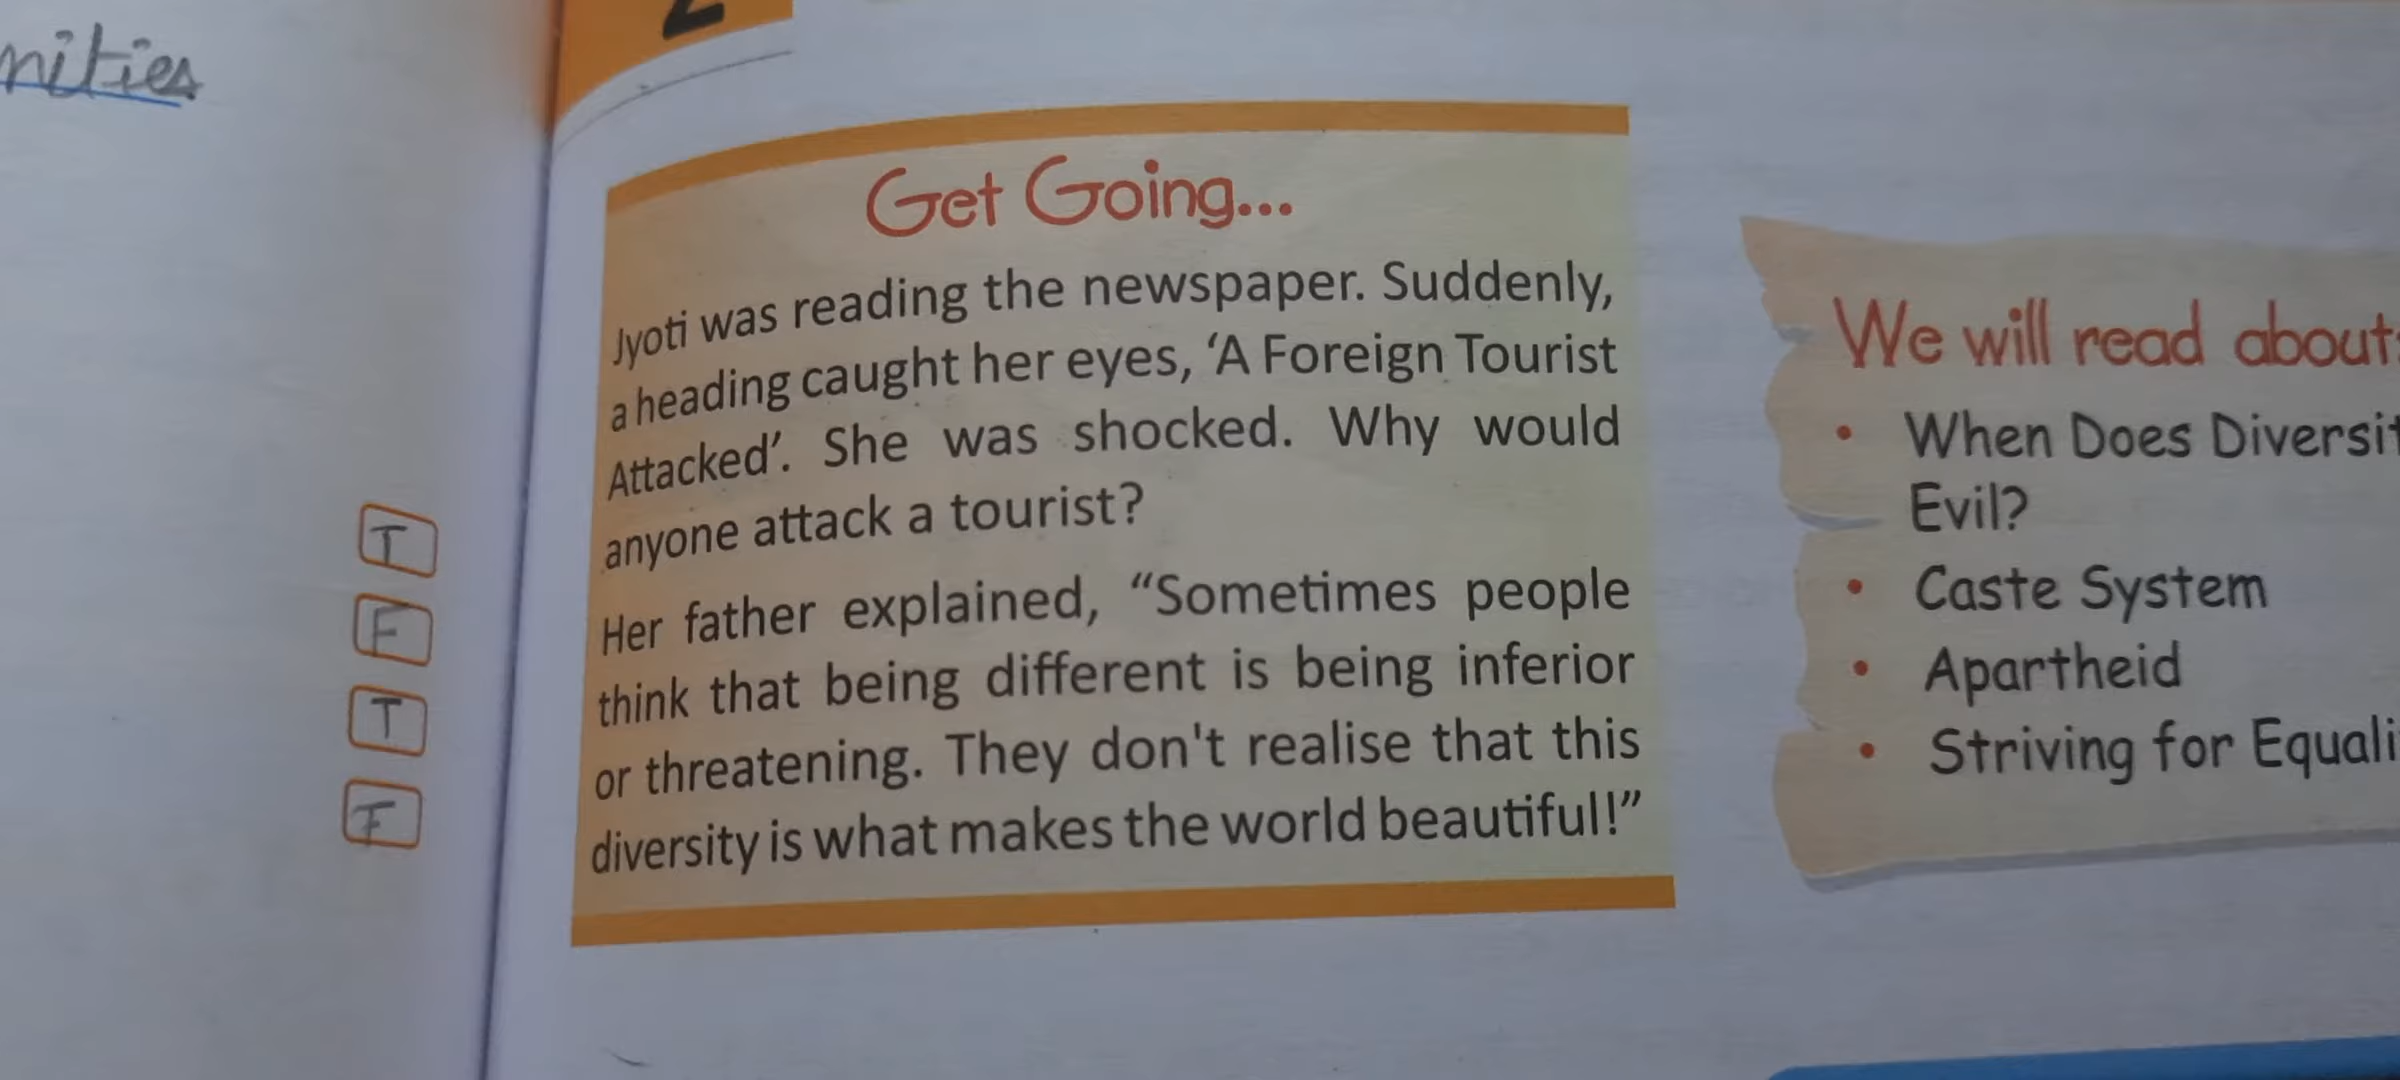 2
T
F
T
F
Get Going...
Jyoti was reading the newspaper. Suddenly,
a heading caught her eyes, ‘A Foreign Tourist
Attacked’. She was shocked. Why would
anyone attack a tourist?
Her father explained, “Sometimes people
think that being different is being inferior
or threatening. They don't realise that this
diversity is what makes the world beautiful!”
We will read about
• When Does
Evil?
• Caste System
• Apartheid
• Striving for